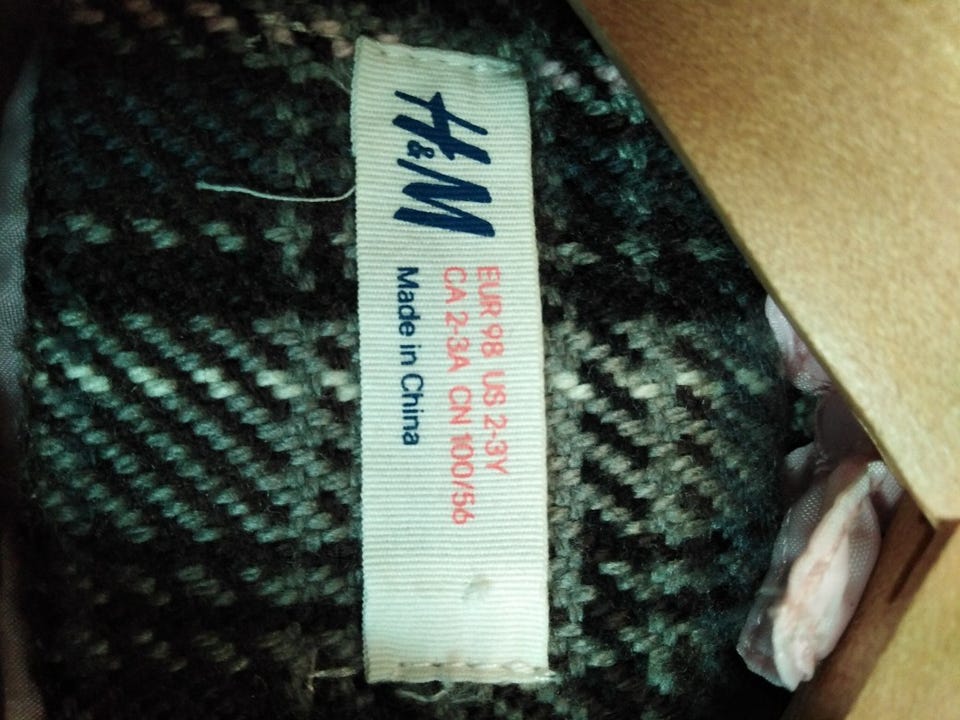 H&M
EUR 98 US 2-3Y
CA 2-3A CN 100/56
Made in China